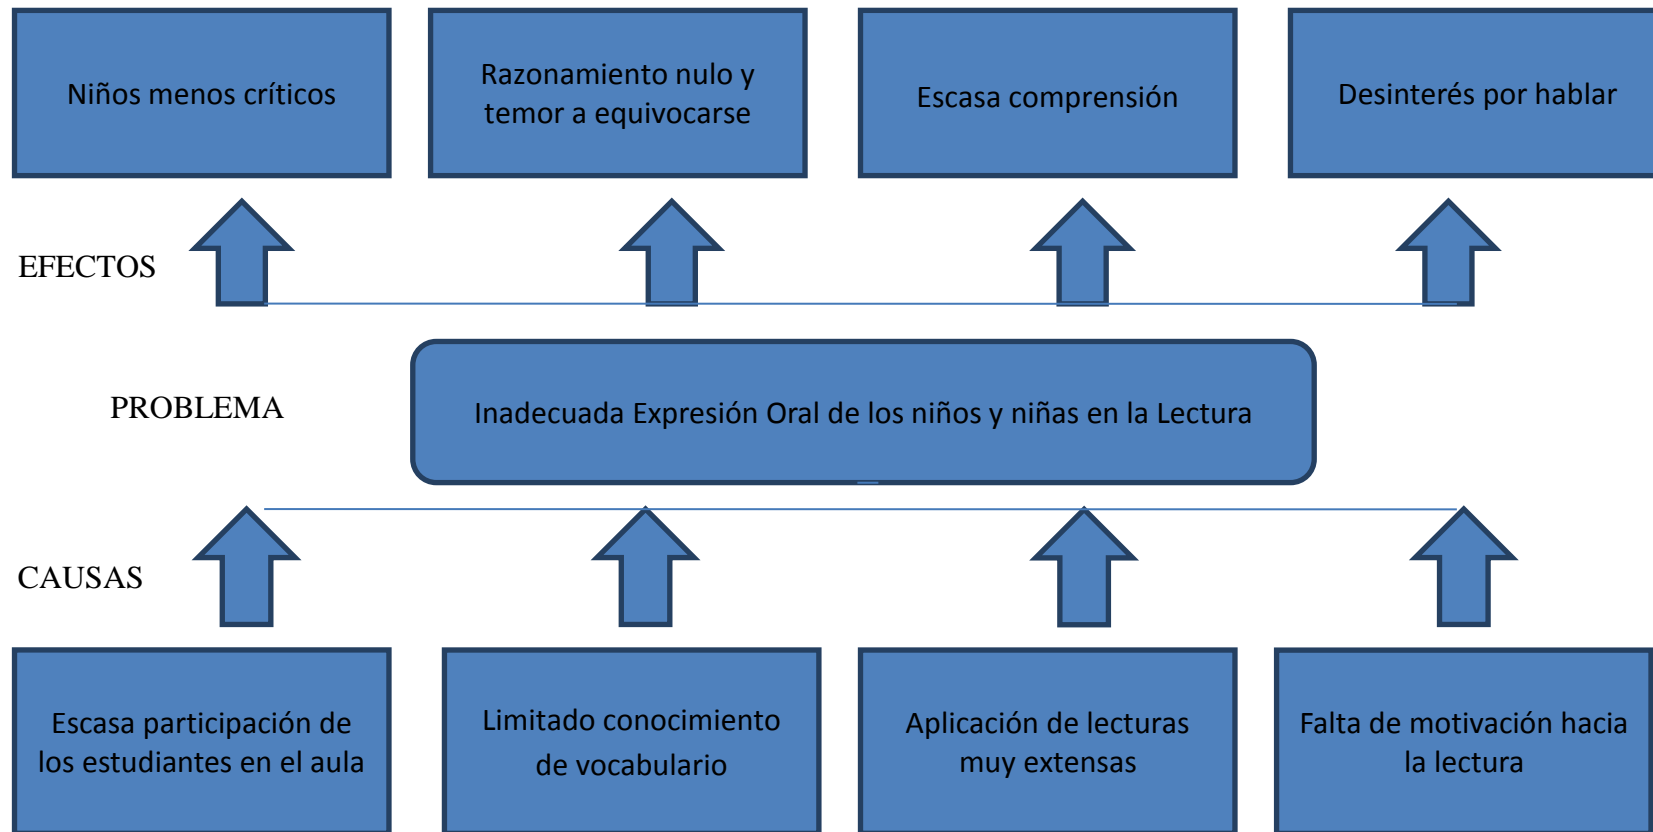 Niños menos críticos
Razonamiento nulo y
temor a equivocarse
Escasa comprensión
Desinterés por hablar
EFECTOS
PROBLEMA
Inadecuada Expresión Oral de los niños y niñas en la Lectura
CAUSAS
Escasa participación de
los estudiantes en el aula
Limitado conocimiento
de vocabulario
Aplicación de lecturas
muy extensas
Falta de motivación hacia
la lectura